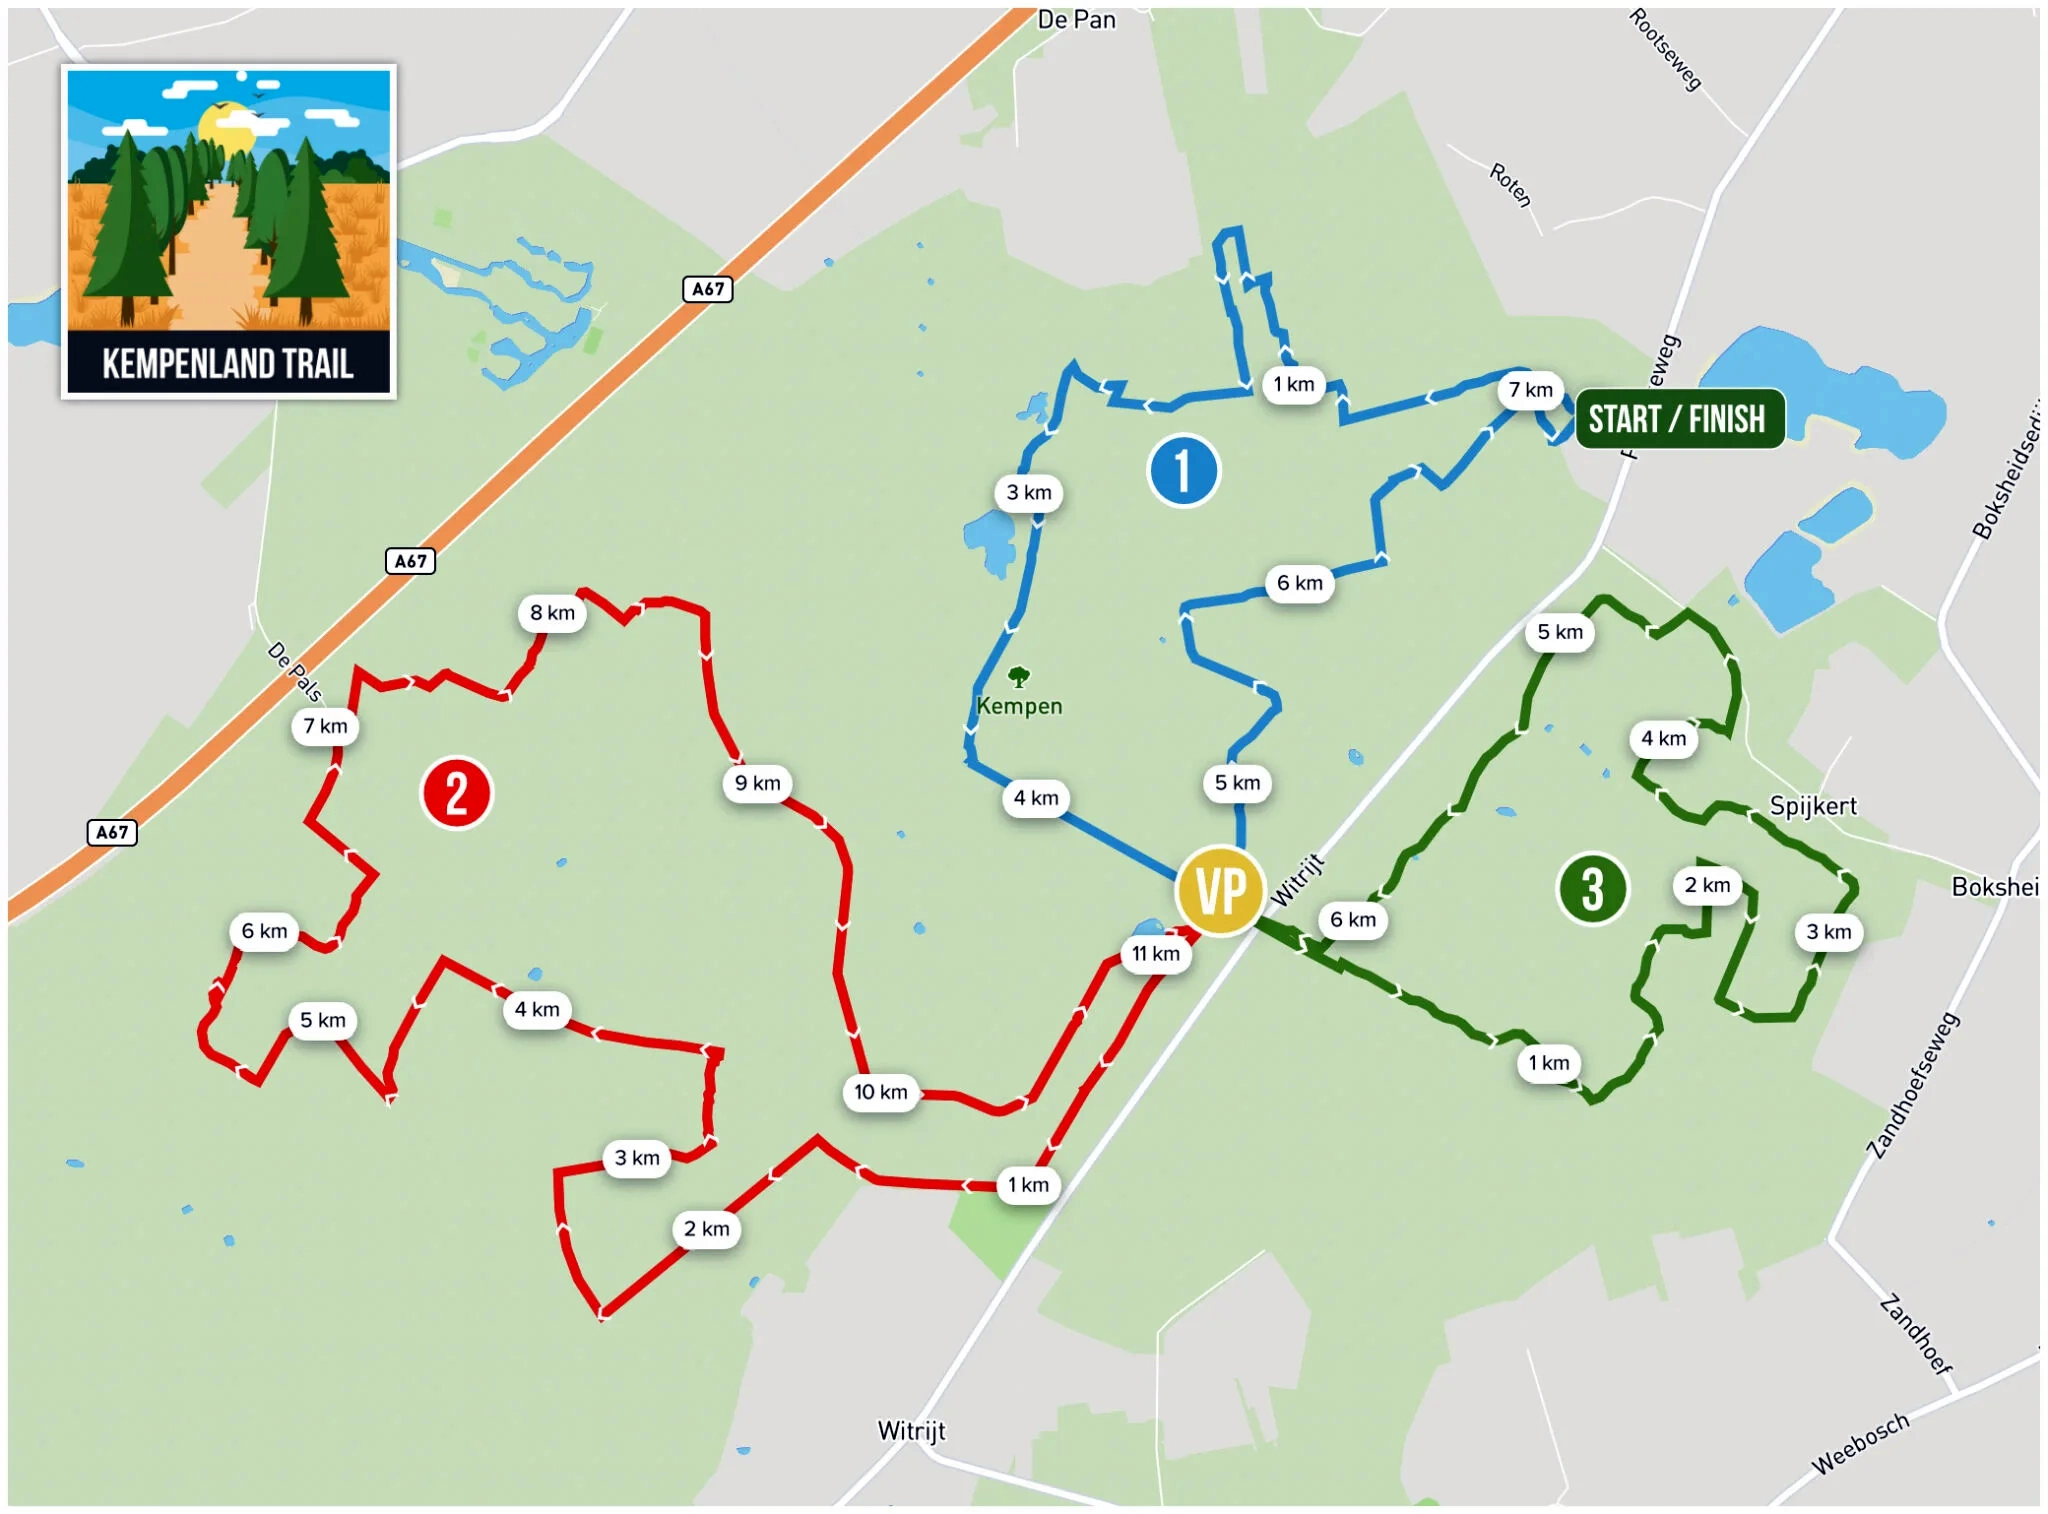 De Pan
Rootseweg
Roten
KEMPENLAND TRAIL
A67
1 km
7 km
START / FINISH
eweg
1
3 km
Boksheidsedij
A67
6 km
8 km
5 km
De Pals
Kempen
7 km
4 km
2
9 km
4 km
5 km
Spijkert
A67
VP
Witrijt
3
2 km
Bokshei
6 km
6 km
3 km
11 km
4 km
5 km
1 km
10 km
Zandhoefseweg
3 km
1 km
2 km
Zandhoef
Witrijt
Weebosch